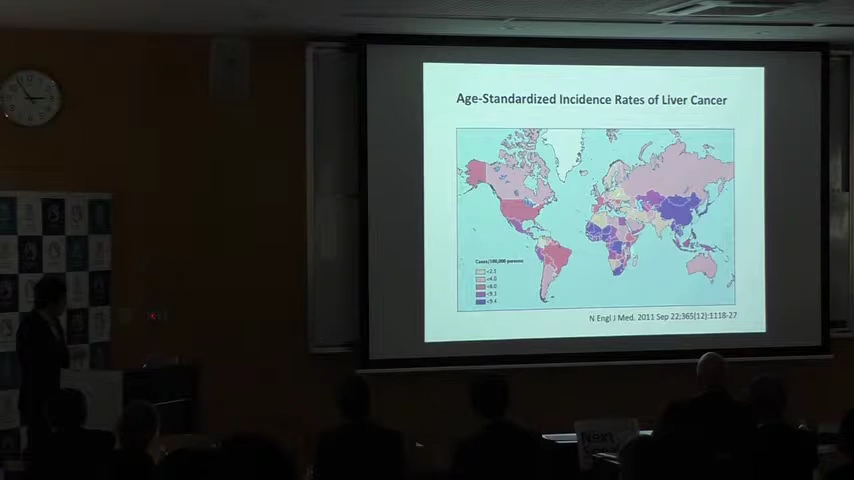 Age-Standardized Incidence Rates of Liver Cancer
Cases/100,000 persons
N Engl J Med. 2011 Sep 22;365(12):1118-27
Next